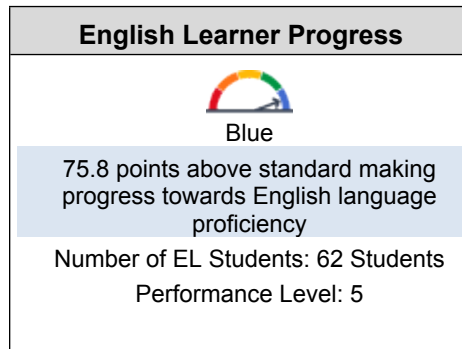 English Learner Progress
Blue
75.8 points above standard making
progress towards English language
proficiency
Number of EL Students: 62 Students
Performance Level: 5